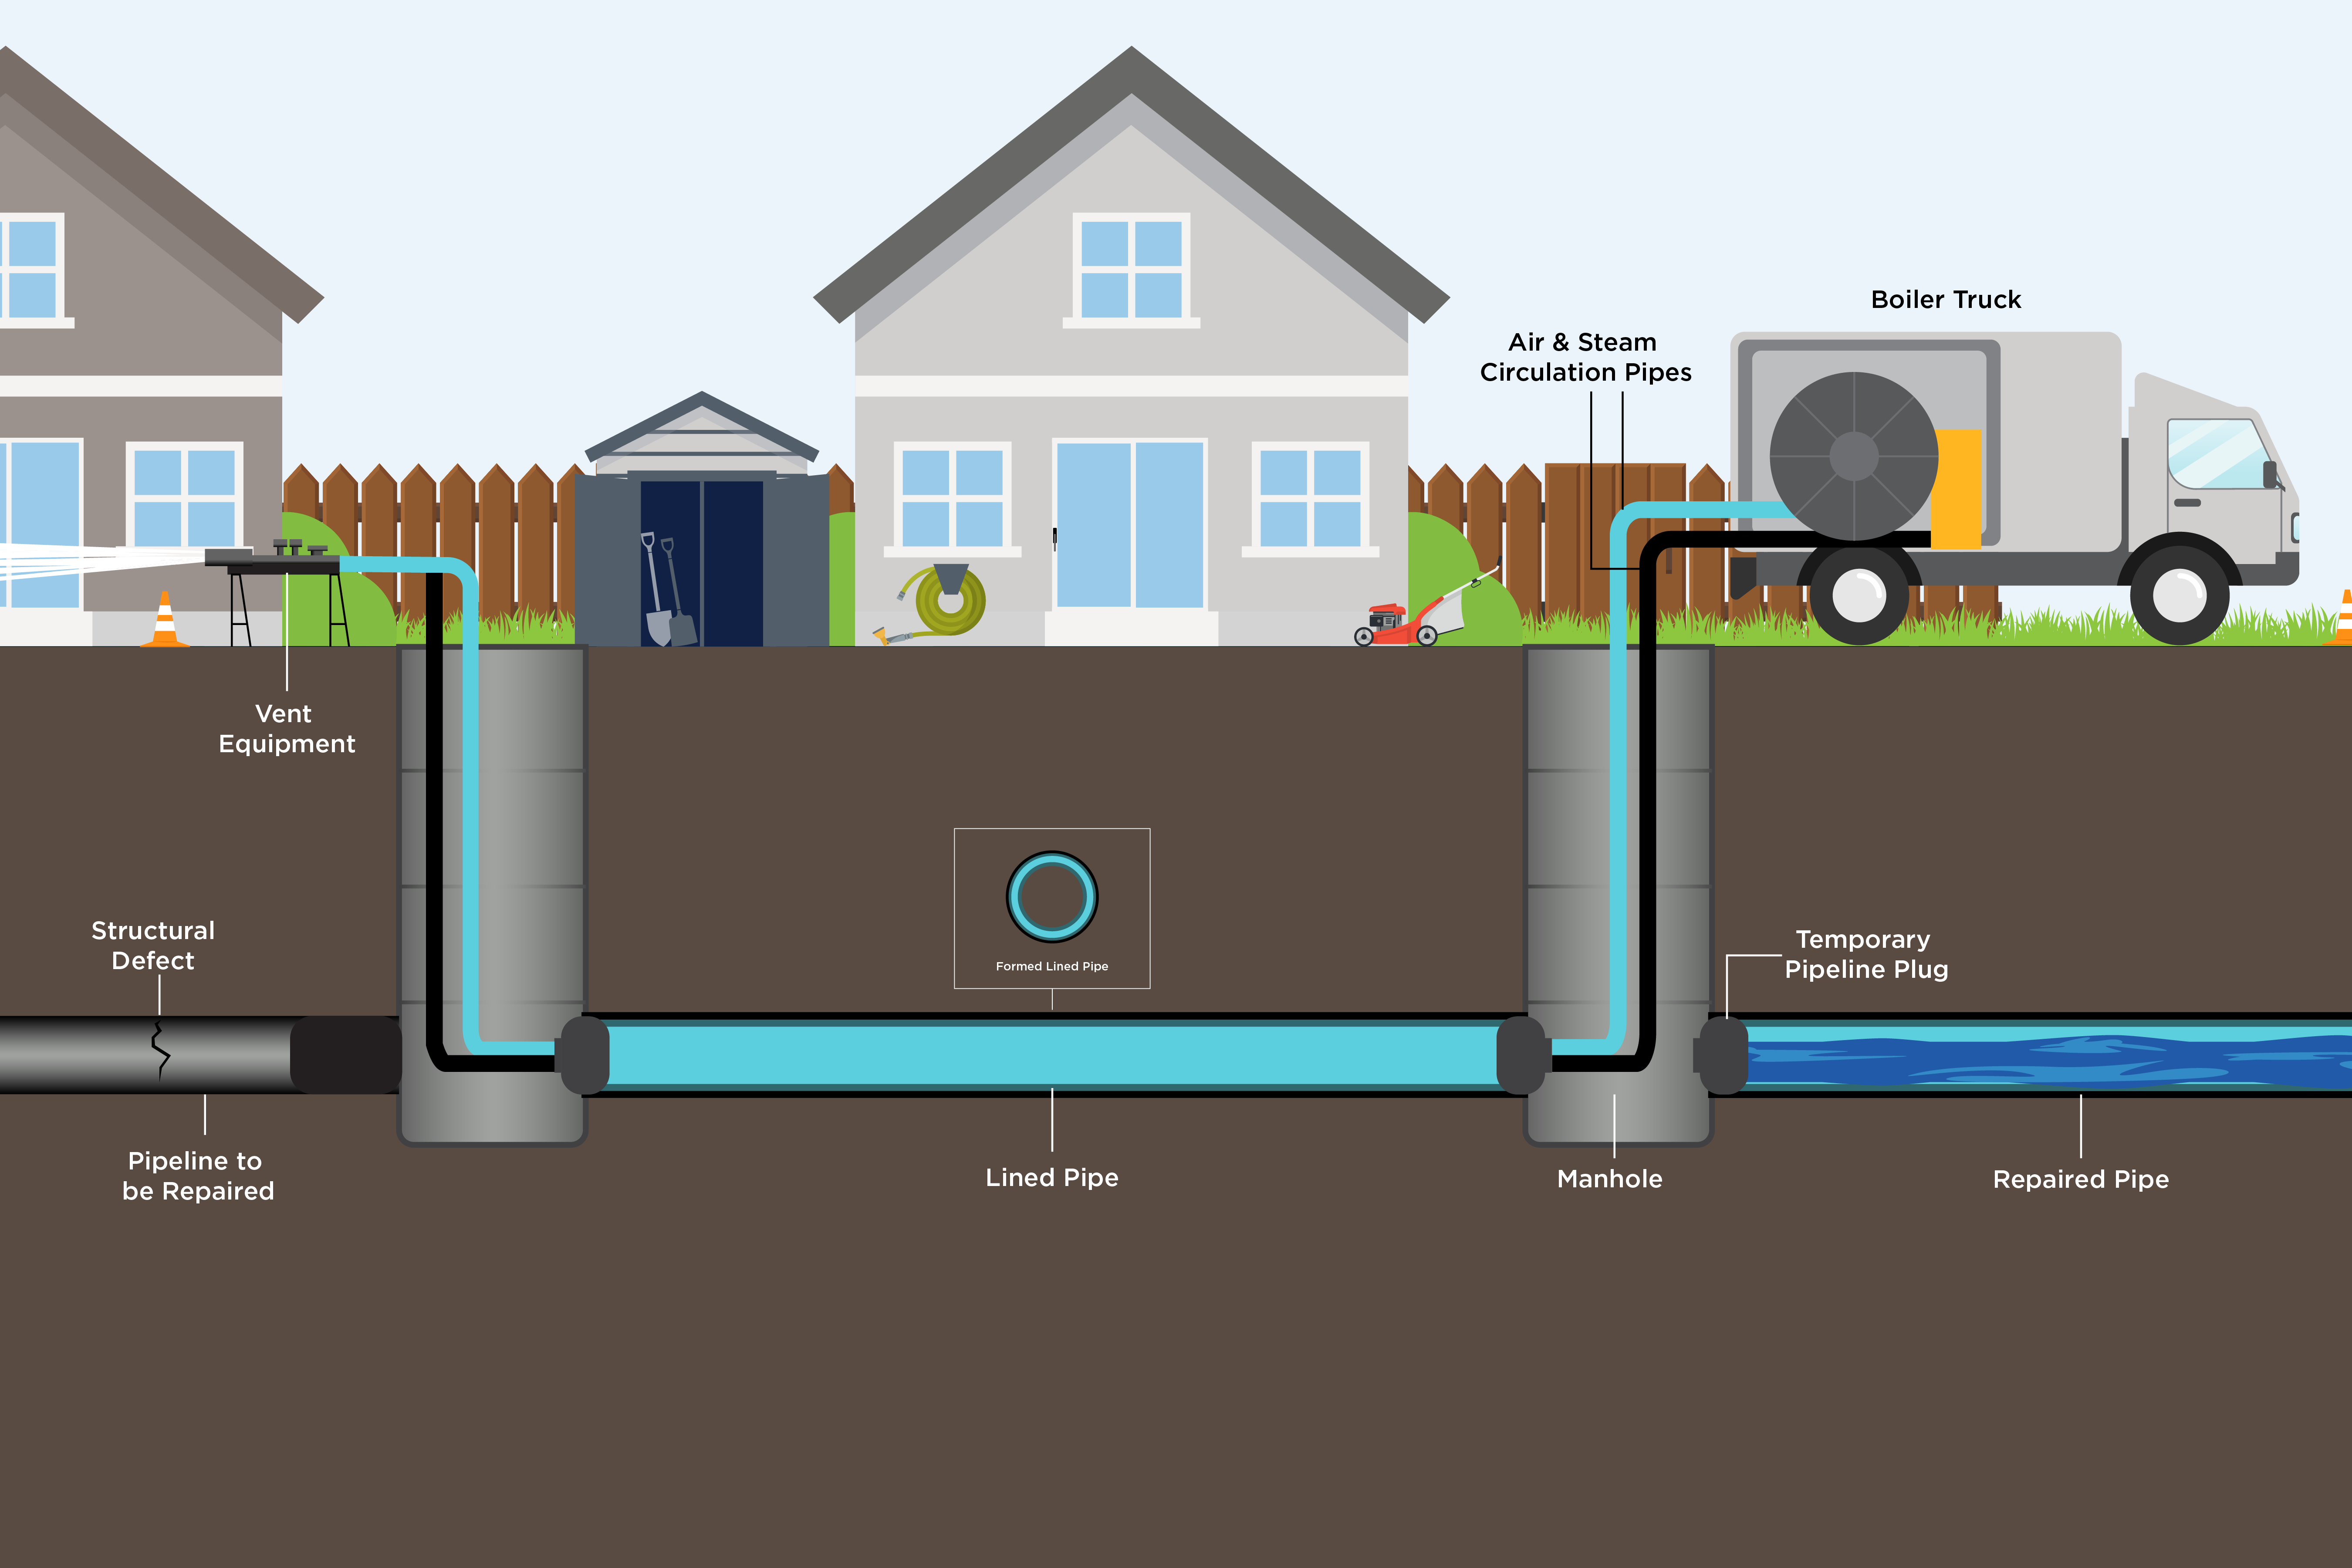 Boiler Truck
Air & Steam
Circulation Pipes
Vent
Equipment
Structural
Defect
Formed Lined Pipe
Temporary
Pipeline Plug
Pipeline to
be Repaired
Lined Pipe
Manhole
Repaired Pipe